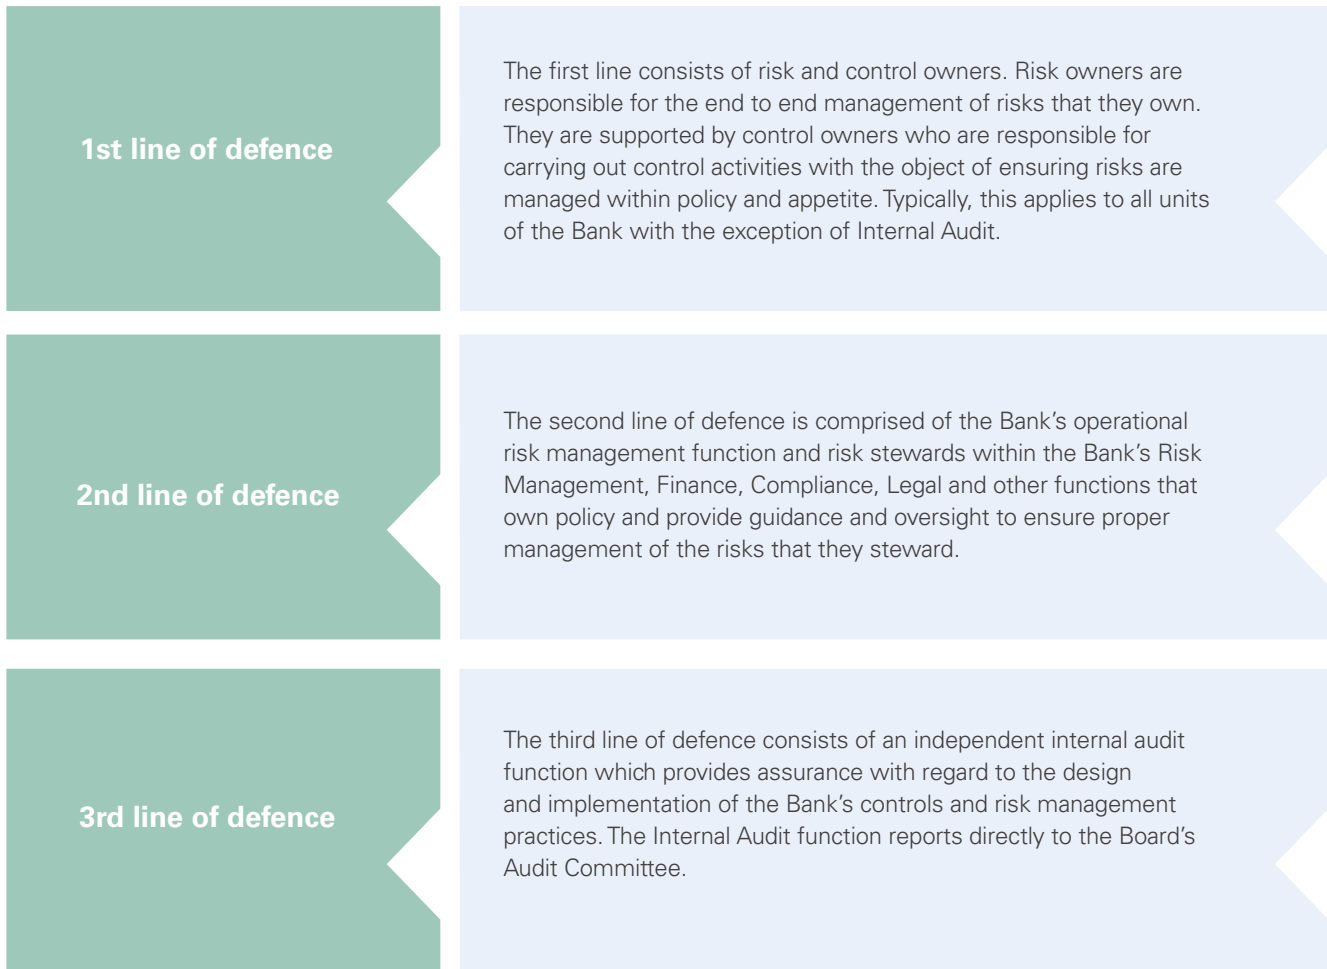 1st line of defence
The first line consists of risk and control owners. Risk owners are
responsible for the end to end management of risks that they own.
They are supported by control owners who are responsible for
carrying out control activities with the object of ensuring risks are
managed within policy and appetite. Typically, this applies to all units
of the Bank with the exception of Internal Audit.
2nd line of defence
The second line of defence is comprised of the Bank’s operational
risk management function and risk stewards within the Bank’s Risk
Management, Finance, Compliance, Legal and other functions that
own policy and provide guidance and oversight to ensure proper
management of the risks that they steward.
3rd line of defence
The third line of defence consists of an independent internal audit
function which provides assurance with regard to the design
and implementation of the Bank’s controls and risk management
practices. The Internal Audit function reports directly to the Board’s
Audit Committee.